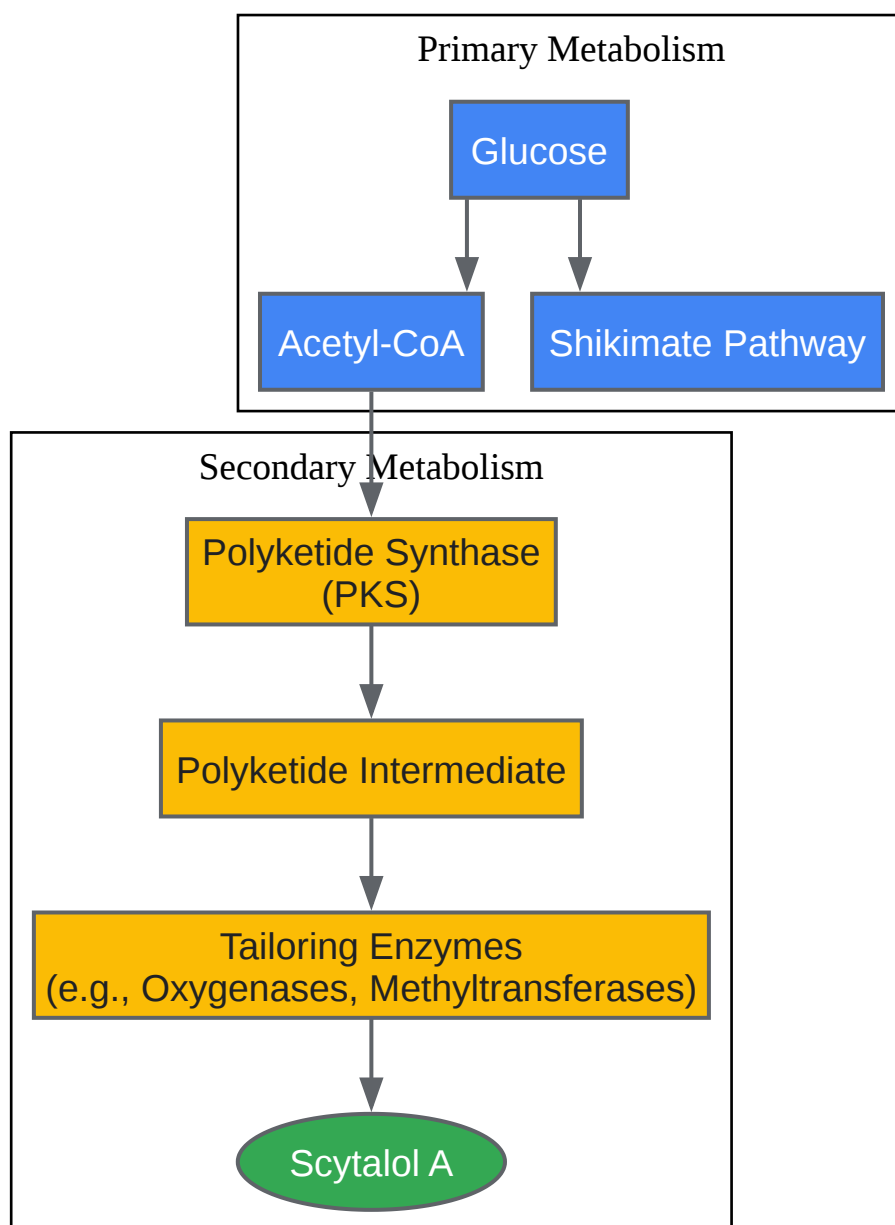 Primary Metabolism
Glucose
Acetyl-CoA
Shikimate Pathway
Secondary Metabolism
Polyketide Synthase
(PKS)
Polyketide Intermediate
Tailoring Enzymes
(e.g., Oxygenases, Methyltransferases)
Scytalol A